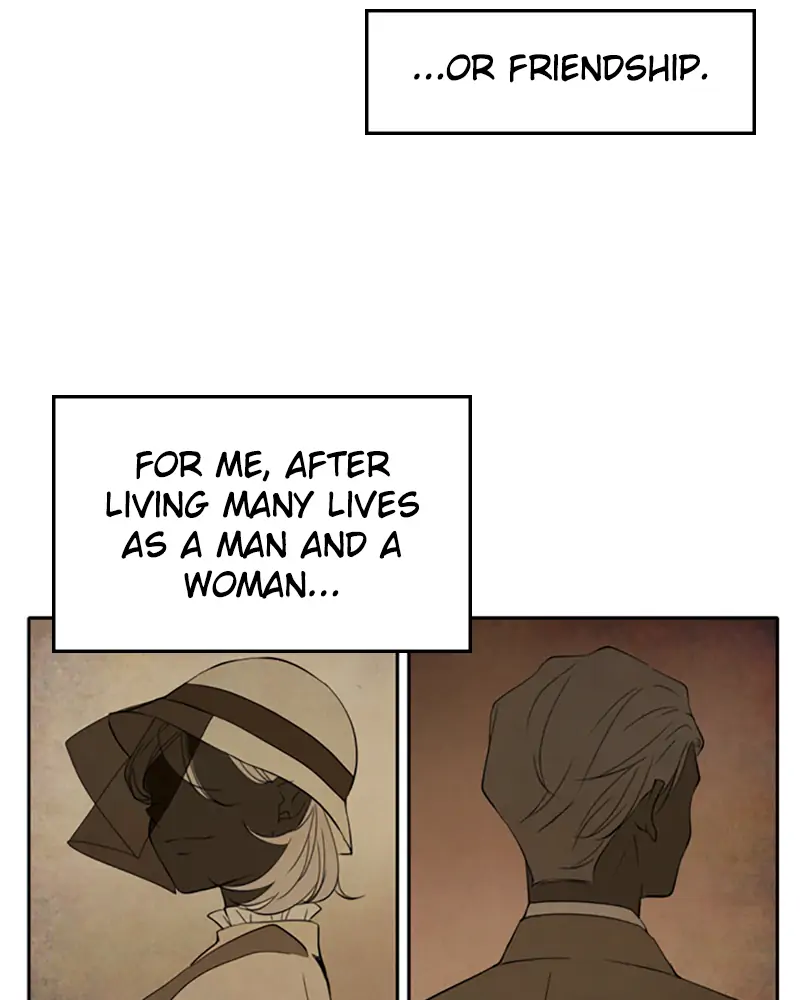 ...OR FRIENDSHIP.
FOR ME, AFTER
LIVING MANY LIVES
AS A MAN AND A
WOMAN...